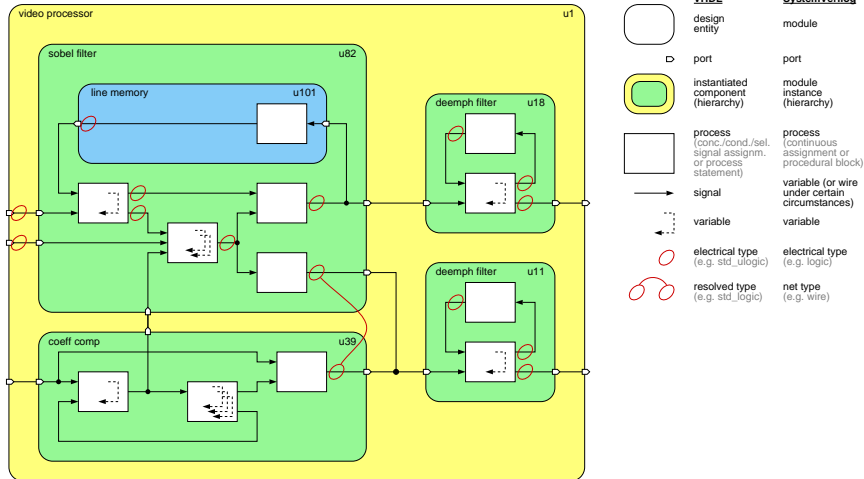 video processor u1
sobel filter u82
line memory u101
deemph filter u18
deemph filter u11
coeff comp u39
VHDL SystemVerilog
design
entity
module
port port
instantiated
component
(hierarchy)
module
instance
(hierarchy)
process
(conc./cond./sel.
signal assignm.
or process
statement)
process
(continuous
assignment or
procedural block)
signal
variable (or wire
under certain
circumstances)
variable variable
electrical type
(e.g. std_ulogic)
electrical type
(e.g. logic)
resolved type
(e.g. std_logic)
net type
(e.g. wire)